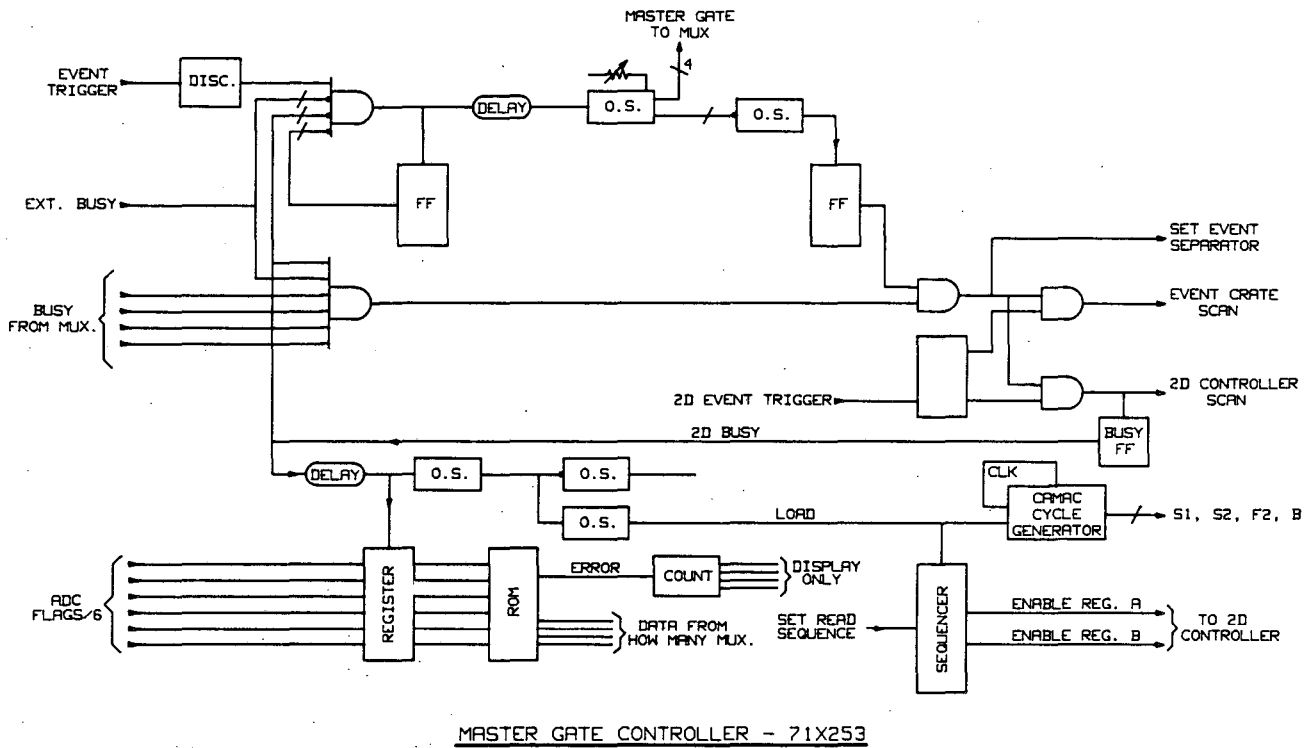 MASTER GATE
TO MUX
4
EVENT
TRIGGER
DISC.
DELAY
O.S.
O.S.
FF
FF
EXT. BUSY
SET EVENT
SEPARATOR
BUSY
FROM MUX.
EVENT CRATE
SCAN
2D EVENT TRIGGER
2D CONTROLLER
SCAN
2D BUSY
BUSY
FF
DELAY
O.S.
O.S.
CLK
O.S.
LOAD
CAMAC
CYCLE
GENERATOR
S1, S2, F2, B
ADC
FLAGS/6
REGISTER
ROM
ERROR
COUNT
DISPLAY
ONLY
DATA FROM
HOW MANY MUX.
SET READ
SEQUENCE
SEQUENCER
ENABLE REG. A
ENABLE REG. B
TO 2D
CONTROLLER
MASTER GATE CONTROLLER - 71X253